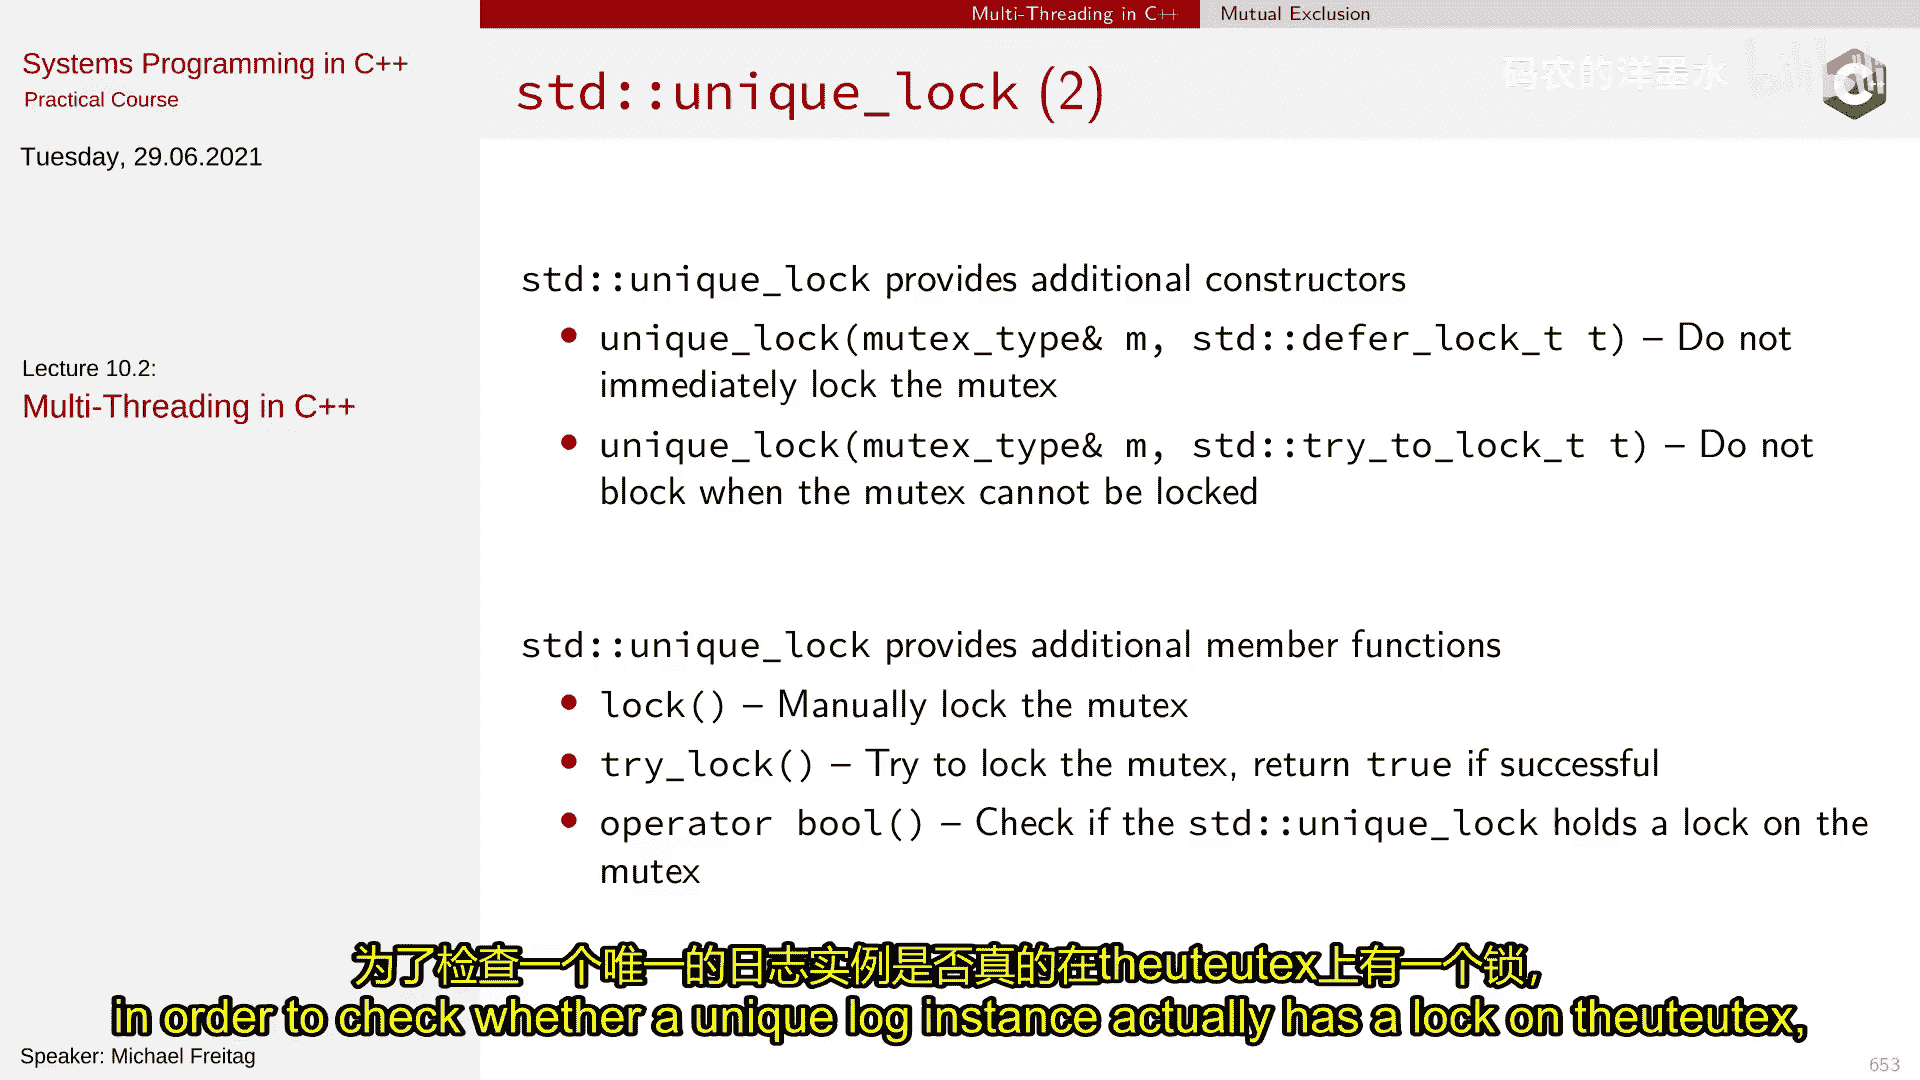 Multi-Threading in C++
Mutual Exclusion
Systems Programming in C++
Practical Course
Tuesday, 29.06.2021
Lecture 10.2:
Multi-Threading in C++
std::unique_lock (2)
码农的洋墨水
bilibili
C
std::unique_lock provides additional constructors
• unique_lock(mutex_type& m, std::defer_lock_t t) – Do not
immediately lock the mutex
• unique_lock(mutex_type& m, std::try_to_lock_t t) – Do not
block when the mutex cannot be locked
std::unique_lock provides additional member functions
• lock() – Manually lock the mutex
• try_lock() – Try to lock the mutex, return true if successful
• operator bool() – Check if the std::unique_lock holds a lock on the
mutex
为了检查一个唯一的日志实例是否真的在theuteutex上有一个锁,
in order to check whether a unique log instance actually has a lock on theuteutex,
Speaker: Michael Freitag
653